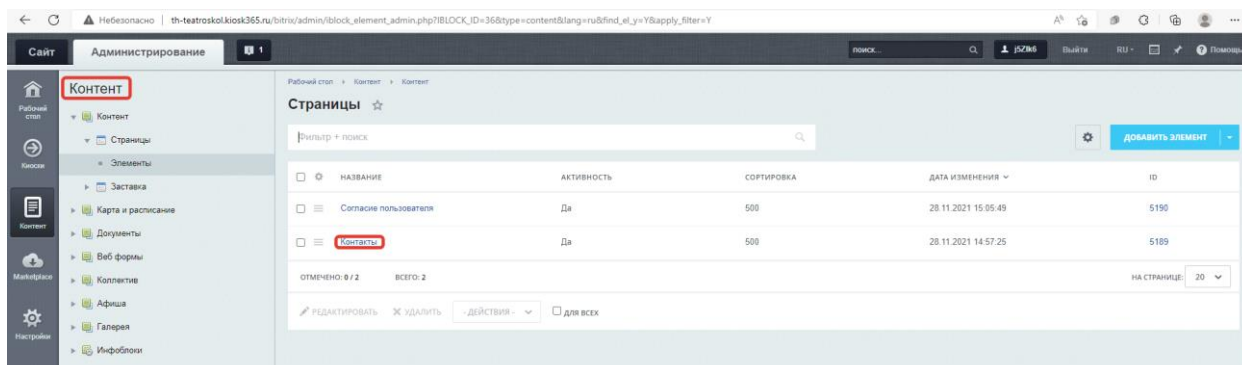 Небезопасно | th-teatroskol.kiosk365.ru/bitrix/admin/iblock_element_admin.php?IBLOCK_ID=36&type=content&lang=ru&find_el_y=Y&apply_filter=Y
Сайт Администрирование 1 поиск... j5ZIk6 Выйти RU Помощь
Рабочий стол
Киоски
Контент
Marketplace
Настройки
Контент
Контент
Страницы
Элементы
Заставка
Карта и расписание
Документы
Веб формы
Коллектив
Афиша
Галерея
Инфоблоки
Рабочий стол Контент Контент
Страницы
Фильтр + поиск ДОБАВИТЬ ЭЛЕМЕНТ
НАЗВАНИЕ АКТИВНОСТЬ СОРТИРОВКА ДАТА ИЗМЕНЕНИЯ ID
Согласие пользователя Да 500 28.11.2021 15:05:49 5190
Контакты Да 500 28.11.2021 14:57:25 5189
ОТМЕЧЕНО: 0 / 2 ВСЕГО: 2 НА СТРАНИЦЕ: 20
РЕДАКТИРОВАТЬ УДАЛИТЬ - ДЕЙСТВИЯ - ДЛЯ ВСЕХ